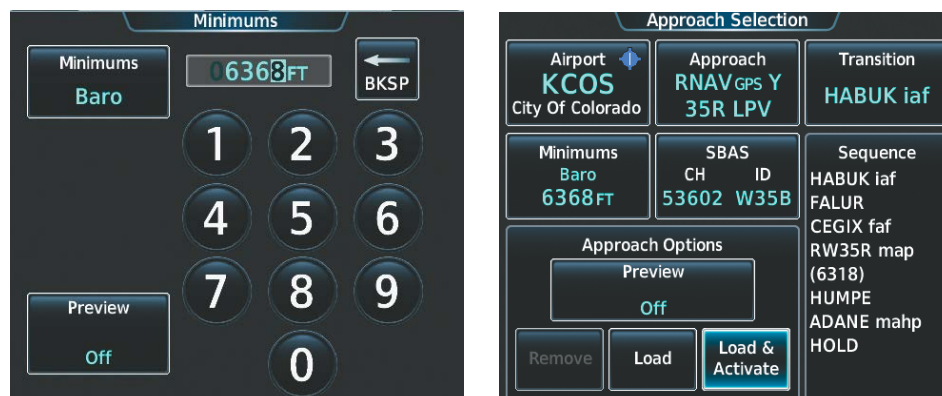 Minimums
Minimums
Baro
06368FT
BKSP
1 2 3
4 5 6
7 8 9
0
Preview
Off
Approach Selection
Airport
KCOS
City Of Colorado
Approach
RNAV GPS Y
35R LPV
Transition
HABUK iaf
Minimums
Baro
6368FT
SBAS
CH ID
53602 W35B
Sequence
HABUK iaf
FALUR
CEGIX faf
RW35R map
(6318)
HUMPE
ADANE mahp
HOLD
Approach Options
Preview
Off
Remove
Load
Load &
Activate